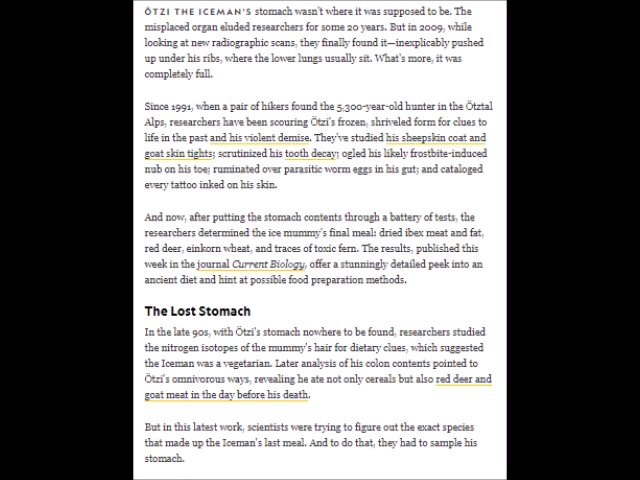 ÖTZI THE ICEMAN'S stomach wasn't where it was supposed to be. The
misplaced organ eluded researchers for some 20 years. But in 2009, while
looking at new radiographic scans, they finally found it—inexplicably pushed
up under his ribs, where the lower lungs usually sit. What's more, it was
completely full.
Since 1991, when a pair of hikers found the 5,300-year-old hunter in the Ötztal
Alps, researchers have been scouring Ötzi's frozen, shriveled form for clues to
life in the past and his violent demise. They've studied his sheepskin coat and
goat skin tights; scrutinized his tooth decay; ogled his likely frostbite-induced
nub on his toe; ruminated over parasitic worm eggs in his gut; and cataloged
every tattoo inked on his skin.
And now, after putting the stomach contents through a battery of tests, the
researchers determined the ice mummy's final meal: dried ibex meat and fat,
red deer, einkorn wheat, and traces of toxic fern. The results, published this
week in the journal Current Biology, offer a stunningly detailed peek into an
ancient diet and hint at possible food preparation methods.
The Lost Stomach
In the late 90s, with Ötzi's stomach nowhere to be found, researchers studied
the nitrogen isotopes of the mummy's hair for dietary clues, which suggested
the Iceman was a vegetarian. Later analysis of his colon contents pointed to
Ötzi's omnivorous ways, revealing he ate not only cereals but also red deer and
goat meat in the day before his death.
But in this latest work, scientists were trying to figure out the exact species
that made up the Iceman's last meal. And to do that, they had to sample his
stomach.